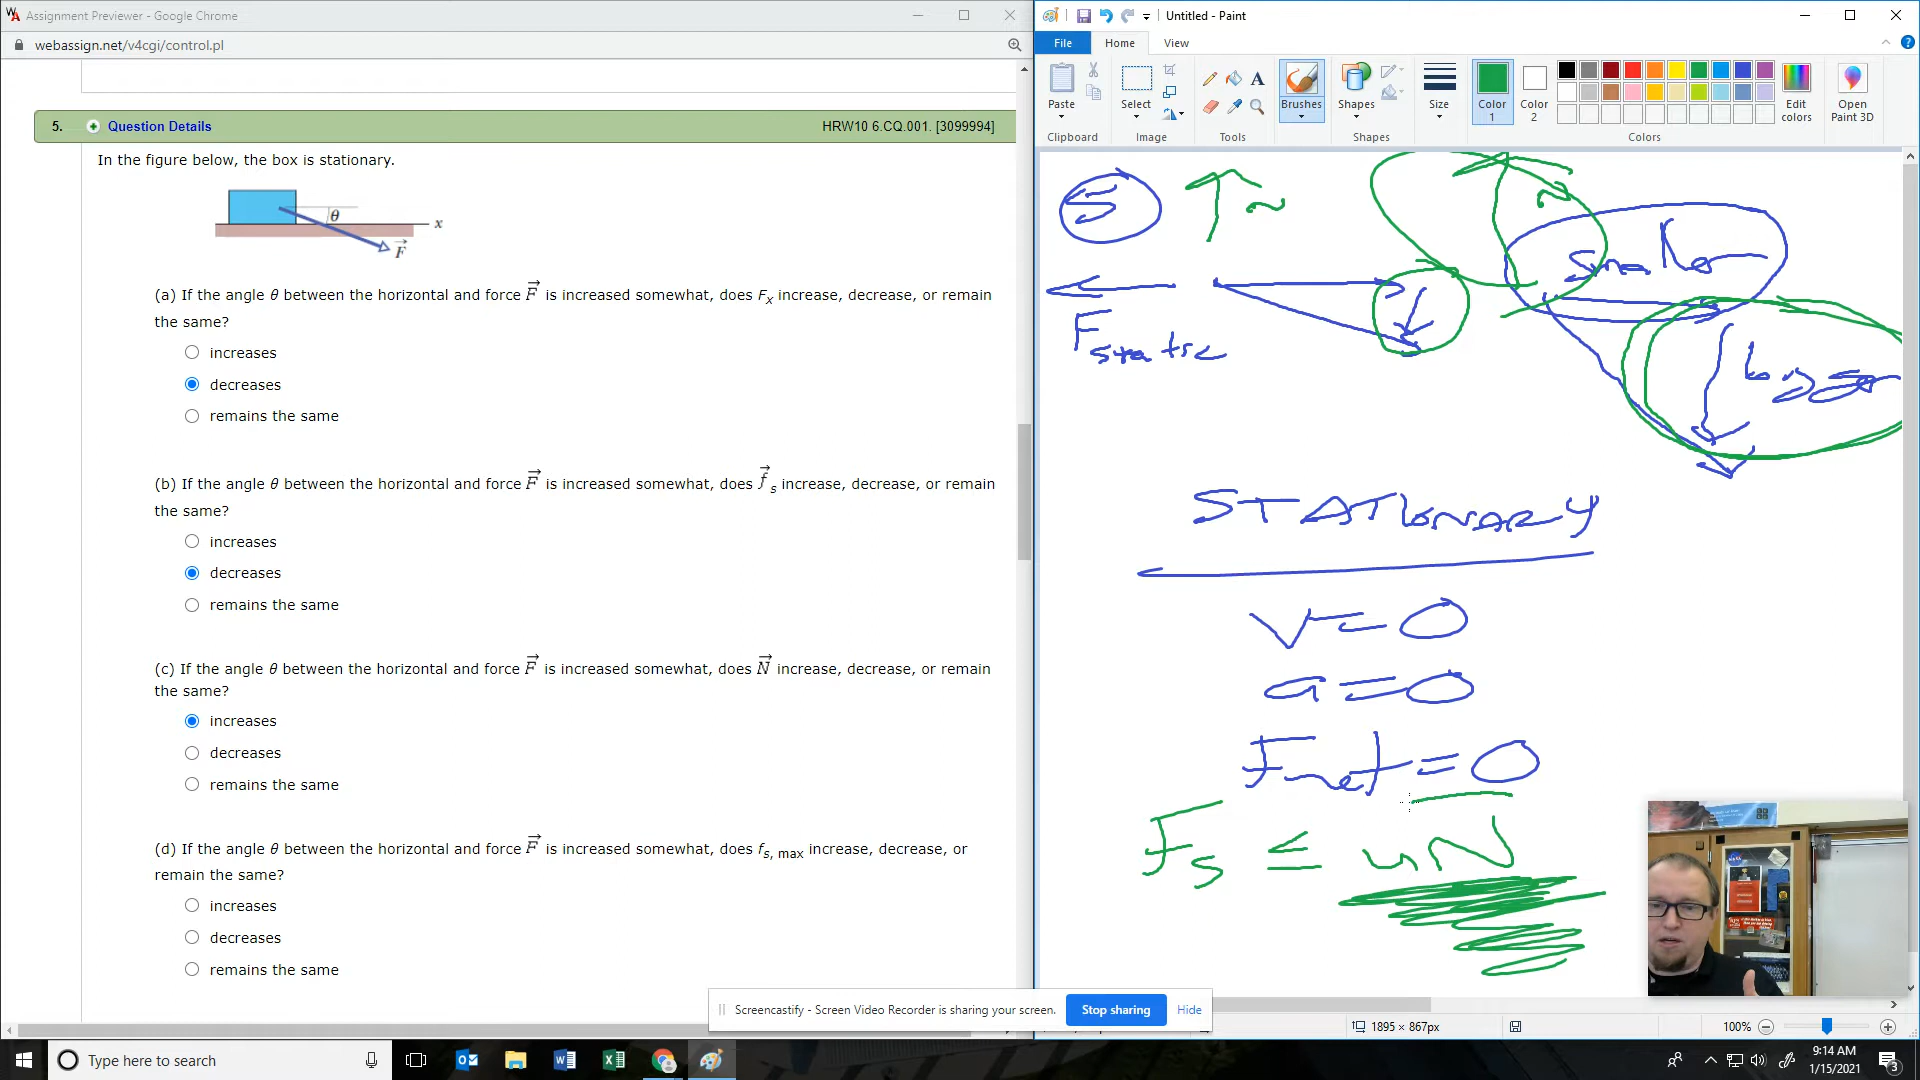 Assignment Previewer - Google Chrome
webassign.net/v4cgi/control.pl
5. Question Details
HRW10 6.CQ.001. [3099994]
In the figure below, the box is stationary.
θ
x
F
(a) If the angle θ between the horizontal and force F is increased somewhat, does Fx increase, decrease, or remain
the same?
increases
decreases
remains the same
(b) If the angle θ between the horizontal and force F is increased somewhat, does fs increase, decrease, or remain
the same?
increases
decreases
remains the same
(c) If the angle θ between the horizontal and force F is increased somewhat, does N increase, decrease, or remain
the same?
increases
decreases
remains the same
(d) If the angle θ between the horizontal and force F is increased somewhat, does fs, max increase, decrease, or
remain the same?
increases
decreases
remains the same
Untitled - Paint
File Home View
Paste
Select
Brushes
Shapes
Size
Color 1
Color 2
Edit colors
Open Paint 3D
Clipboard Image Tools Shapes Colors
5
N
N
smaller
Fstatic
bigger
STATIONARY
v=0
a=0
Fnet=0
Fs ≤ uN
Screencastify - Screen Video Recorder is sharing your screen. Stop sharing Hide
1895 × 867px
100%
Type here to search
9:14 AM
1/15/2021
3